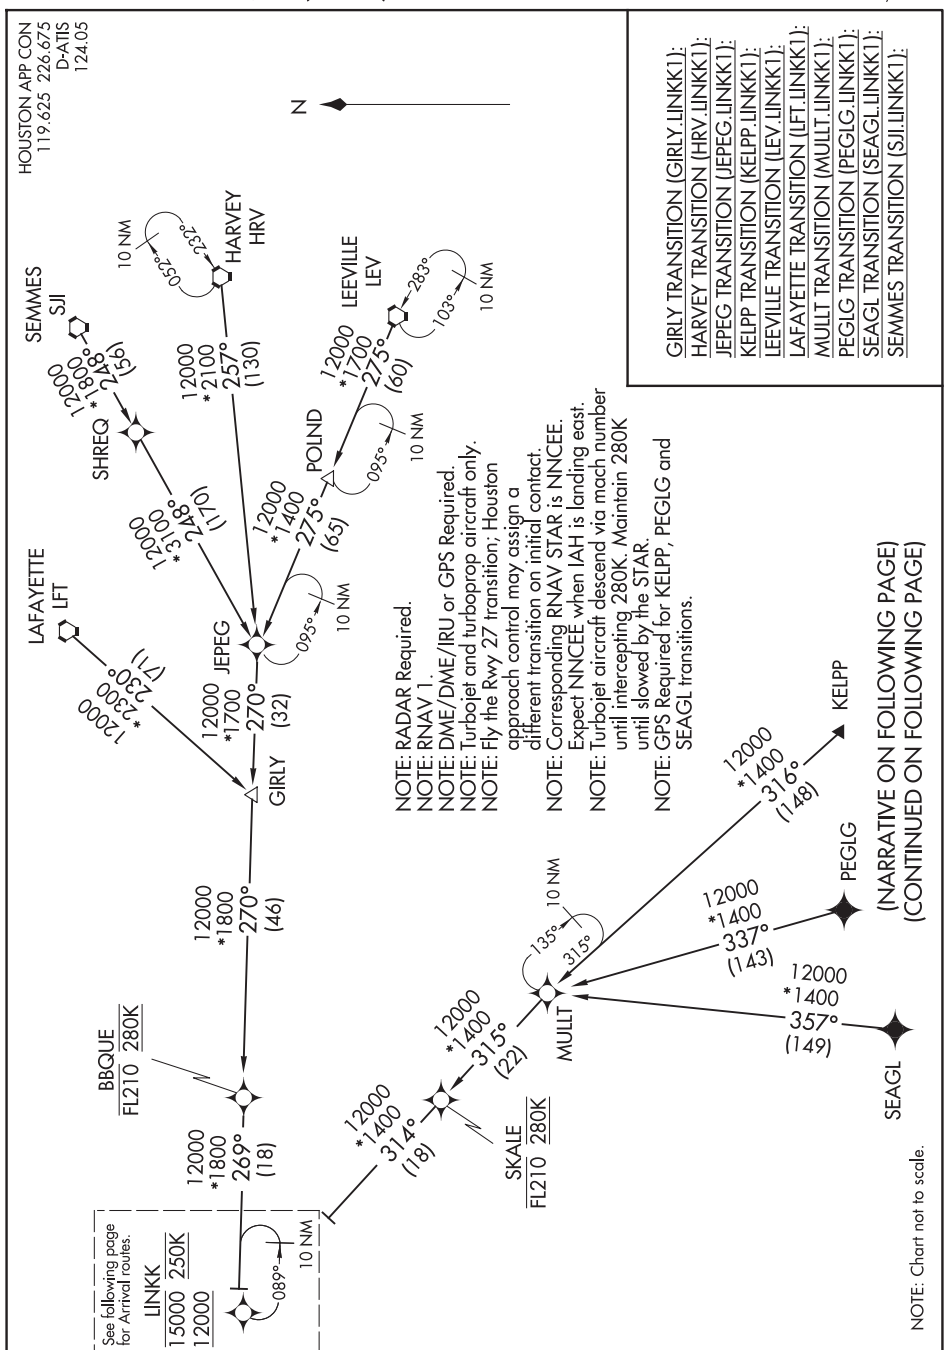 HOUSTON APP CON
119.625 226.675
D-ATIS
124.05
N
SEMMES
SJI
12000
*1800
248°
(56)
SHREQ
12000
*3100
248°
(170)
10 NM
052°
232°
HARVEY
HRV
12000
*2100
257°
(130)
LEEVILLE
LEV
283°
103°
10 NM
12000
*1700
275°
(60)
POLND
095°
10 NM
12000
*1400
275°
(65)
LAFAYETTE
LFT
12000
*2300
230°
(71)
JEPEG
095°
10 NM
12000
*1700
270°
(32)
GIRLY
12000
*1800
270°
(46)
BBQUE
FL210 280K
12000
*1800
269°
(18)
See following page
for Arrival routes.
LINKK
15000 250K
12000
089°
10 NM
NOTE: RADAR Required.
NOTE: RNAV 1.
NOTE: DME/DME/IRU or GPS Required.
NOTE: Turbojet and turboprop aircraft only.
NOTE: Fly the Rwy 27 transition; Houston
approach control may assign a
different transition on initial contact.
NOTE: Corresponding RNAV STAR is NNCEE.
Expect NNCEE when IAH is landing east.
NOTE: Turbojet aircraft descend via mach number
until intercepting 280K. Maintain 280K
until slowed by the STAR.
NOTE: GPS Required for KELPP, PEGLG and
SEAGL transitions.
GIRLY TRANSITION (GIRLY.LINKK1):
HARVEY TRANSITION (HRV.LINKK1):
JEPEG TRANSITION (JEPEG.LINKK1):
KELPP TRANSITION (KELPP.LINKK1):
LEEVILLE TRANSITION (LEV.LINKK1):
LAFAYETTE TRANSITION (LFT.LINKK1):
MULLT TRANSITION (MULLT.LINKK1):
PEGLG TRANSITION (PEGLG.LINKK1):
SEAGL TRANSITION (SEAGL.LINKK1):
SEMMES TRANSITION (SJI.LINKK1):
12000
*1400
314°
(18)
SKALE
FL210 280K
12000
*1400
315°
(22)
MULLT
135°
315°
10 NM
12000
*1400
316°
(148)
KELPP
12000
*1400
337°
(143)
PEGLG
12000
*1400
357°
(149)
SEAGL
(NARRATIVE ON FOLLOWING PAGE)
(CONTINUED ON FOLLOWING PAGE)
NOTE: Chart not to scale.